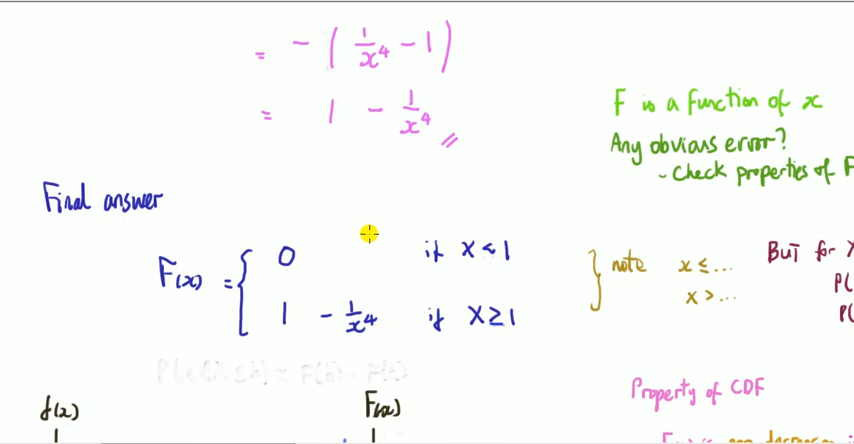 = - ( 1/x⁴ - 1 )
= 1 - 1/x⁴ //
F is a function of x
Any obvious error?
- Check properties of F
Final answer
F(x) = { 0 if x < 1
1 - 1/x⁴ if x ≥ 1
} note x ≤ ...
x > ...
BUT for X
P(
P(
f(x)
F(x)
Property of CDF